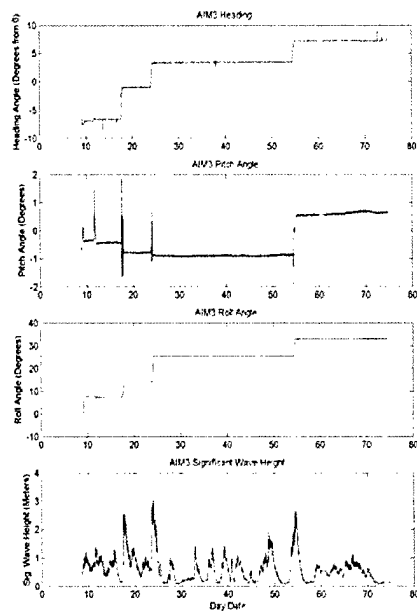 AIM3 Heading
Heading Angle (Degrees from 0)
10
5
0
-5
-10
0 10 20 30 40 50 60 70 80
AIM3 Pitch Angle
Pitch Angle (Degrees)
2
1
0
-1
-2
0 10 20 30 40 50 60 70 80
AIM3 Roll Angle
Roll Angle (Degrees)
40
30
20
10
0
-10
0 10 20 30 40 50 60 70 80
AIM3 Significant Wave Height
Sig. Wave Height (Meters)
4
3
2
1
0
0 10 20 30 40 50 60 70 80
Day Date